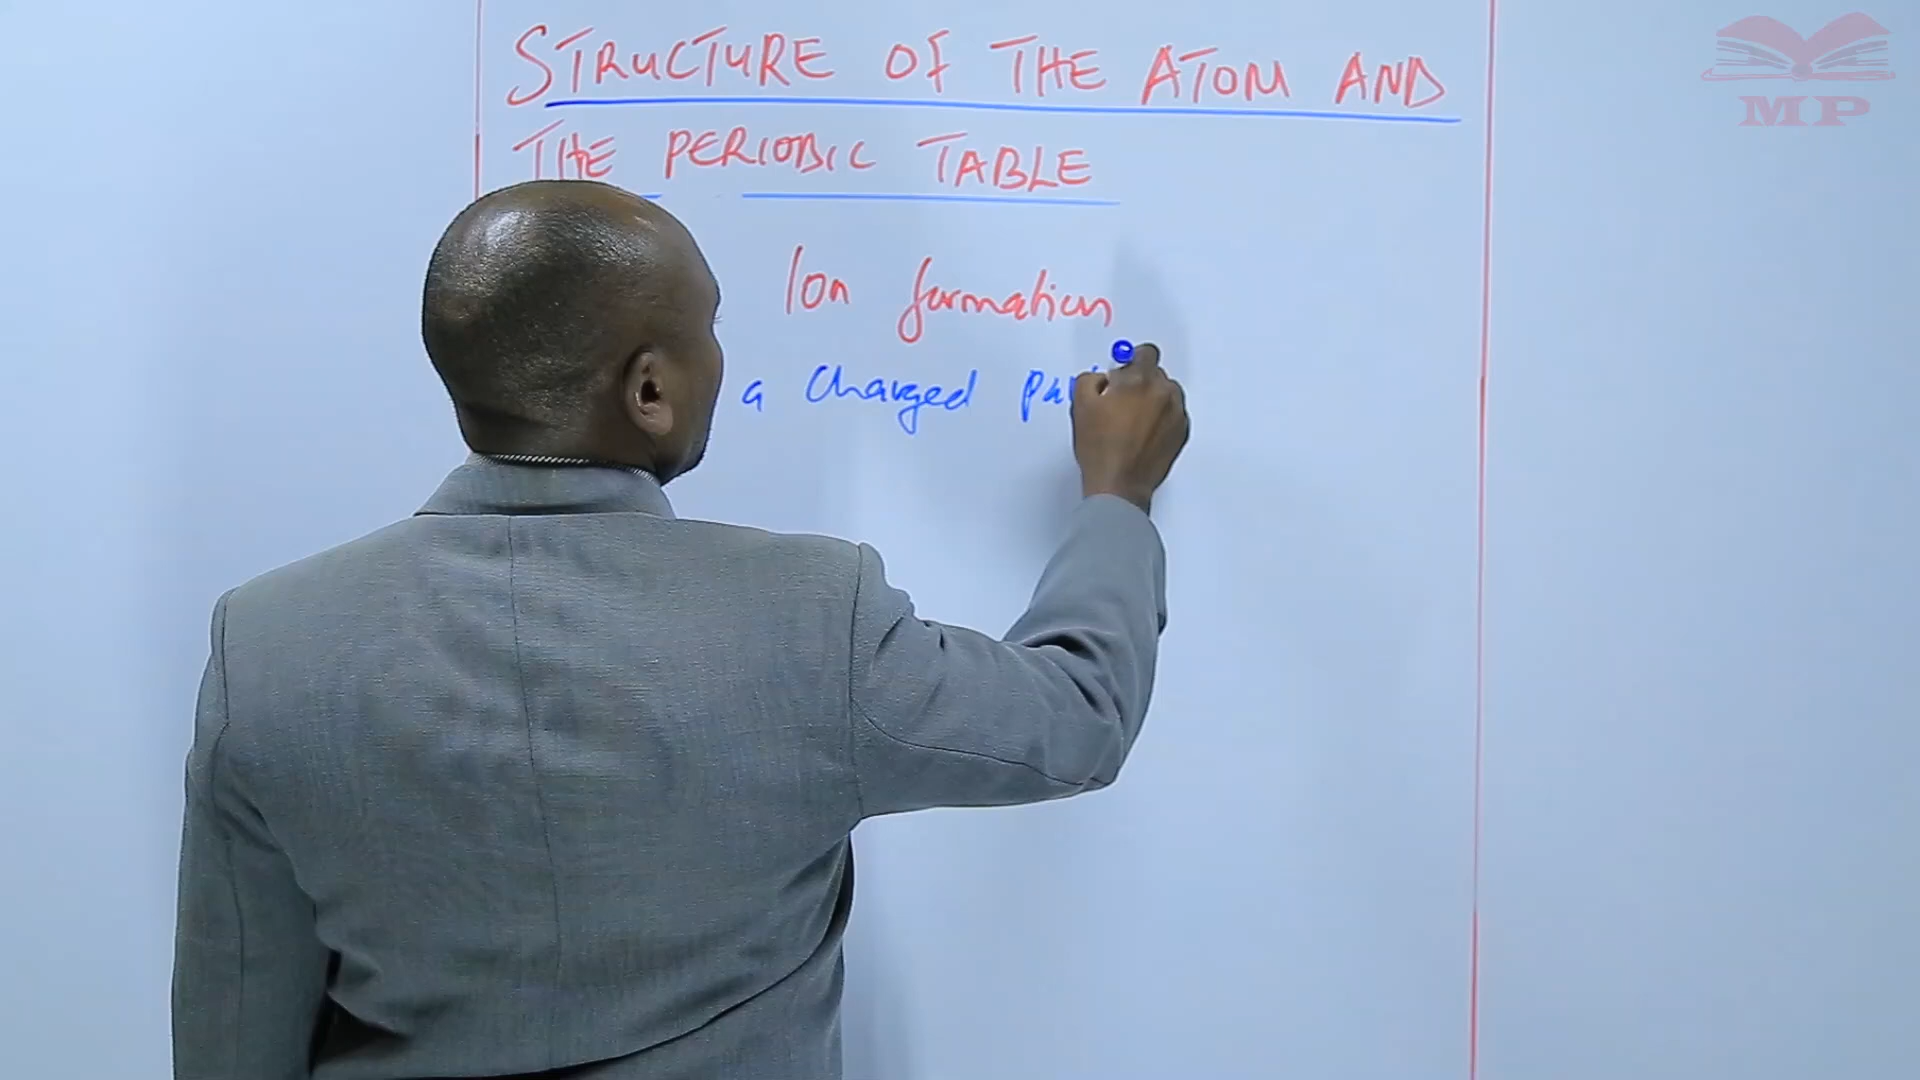 STRUCTURE OF THE ATOM AND
THE PERIODIC TABLE
Ion formation
a charged
MP